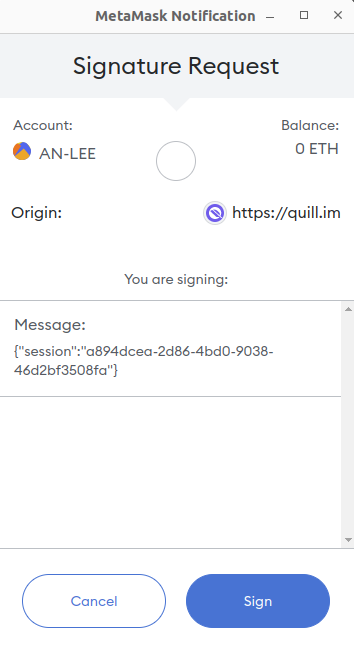 MetaMask Notification
Signature Request
Account:
Balance:
AN-LEE
0 ETH
Origin:
https://quill.im
You are signing:
Message:
{"session":"a894dcea-2d86-4bd0-9038-
46d2bf3508fa"}
Cancel
Sign